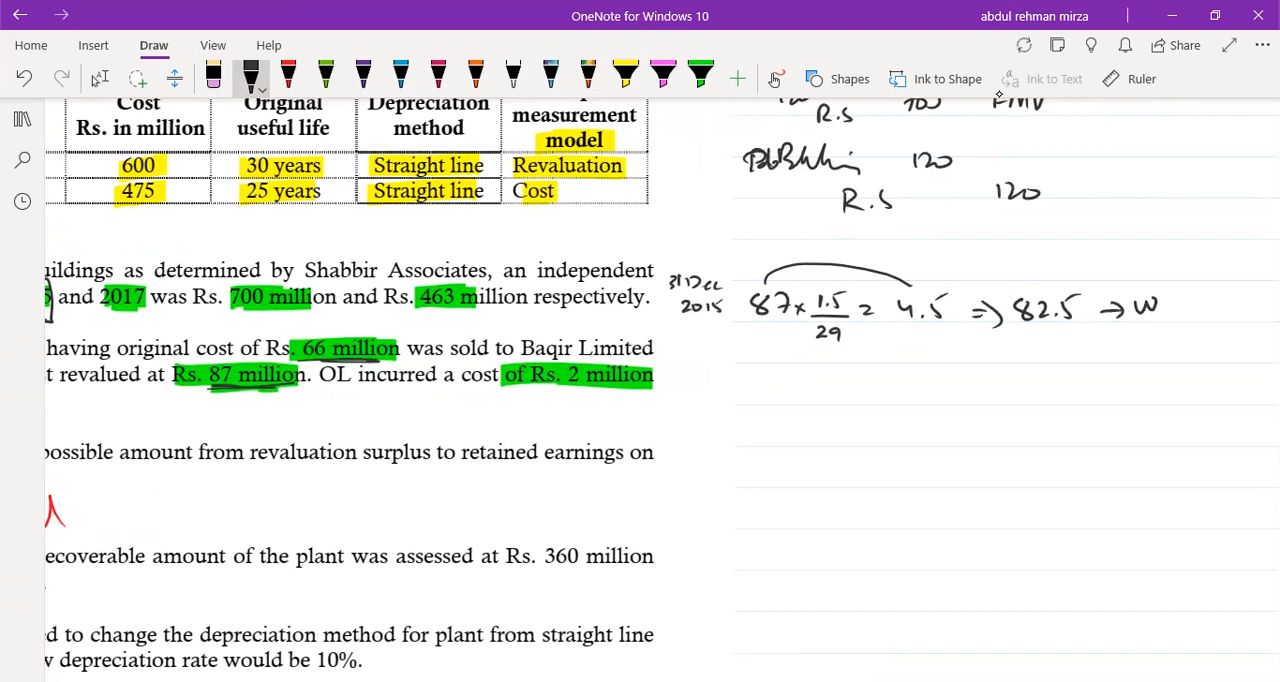 OneNote for Windows 10
abdul rehman mirza
Home Insert Draw View Help
Share
Shapes Ink to Shape Ink to Text Ruler
Cost Original Depreciation
Rs. in million useful life method measurement
model
600 30 years Straight line Revaluation
475 25 years Straight line Cost
uildings as determined by Shabbir Associates, an independent
5 and 2017 was Rs. 700 million and Rs. 463 million respectively.
having original cost of Rs. 66 million was sold to Baqir Limited
t revalued at Rs. 87 million. OL incurred a cost of Rs. 2 million
possible amount from revaluation surplus to retained earnings on
ecoverable amount of the plant was assessed at Rs. 360 million
.
d to change the depreciation method for plant from straight line
w depreciation rate would be 10%.
120 700 FMV
R.S
120
R.S 120
31 Dec
2015 87 × 1.5/29 = 4.5 => 82.5 → W